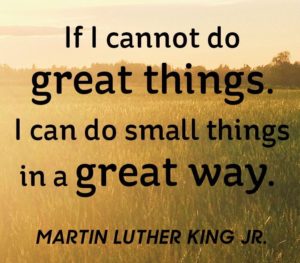 If I cannot do
great things.
I can do small things
in a great way.
MARTIN LUTHER KING JR.